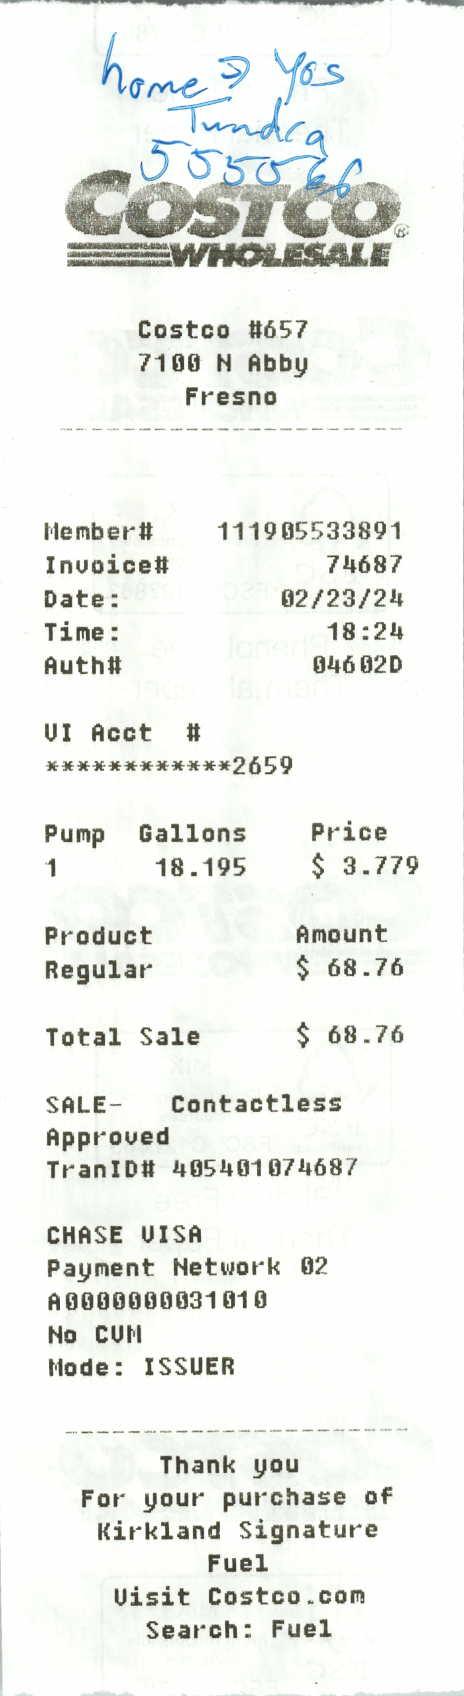 home → Yos
Tundra
COSTCO
WHOLESALE
Costco #657
7100 N Abby
Fresno
Member# 111905533891
Invoice# 74687
Date: 02/23/24
Time: 18:24
Auth# 04602D
VI Acct #
************2659
Pump Gallons Price
1 18.195 $ 3.779
Product Amount
Regular $ 68.76
Total Sale $ 68.76
SALE- Contactless
Approved
TranID# 405401074687
CHASE VISA
Payment Network 02
A0000000031010
No CVM
Mode: ISSUER
Thank you
For your purchase of
Kirkland Signature
Fuel
Visit Costco.com
Search: Fuel